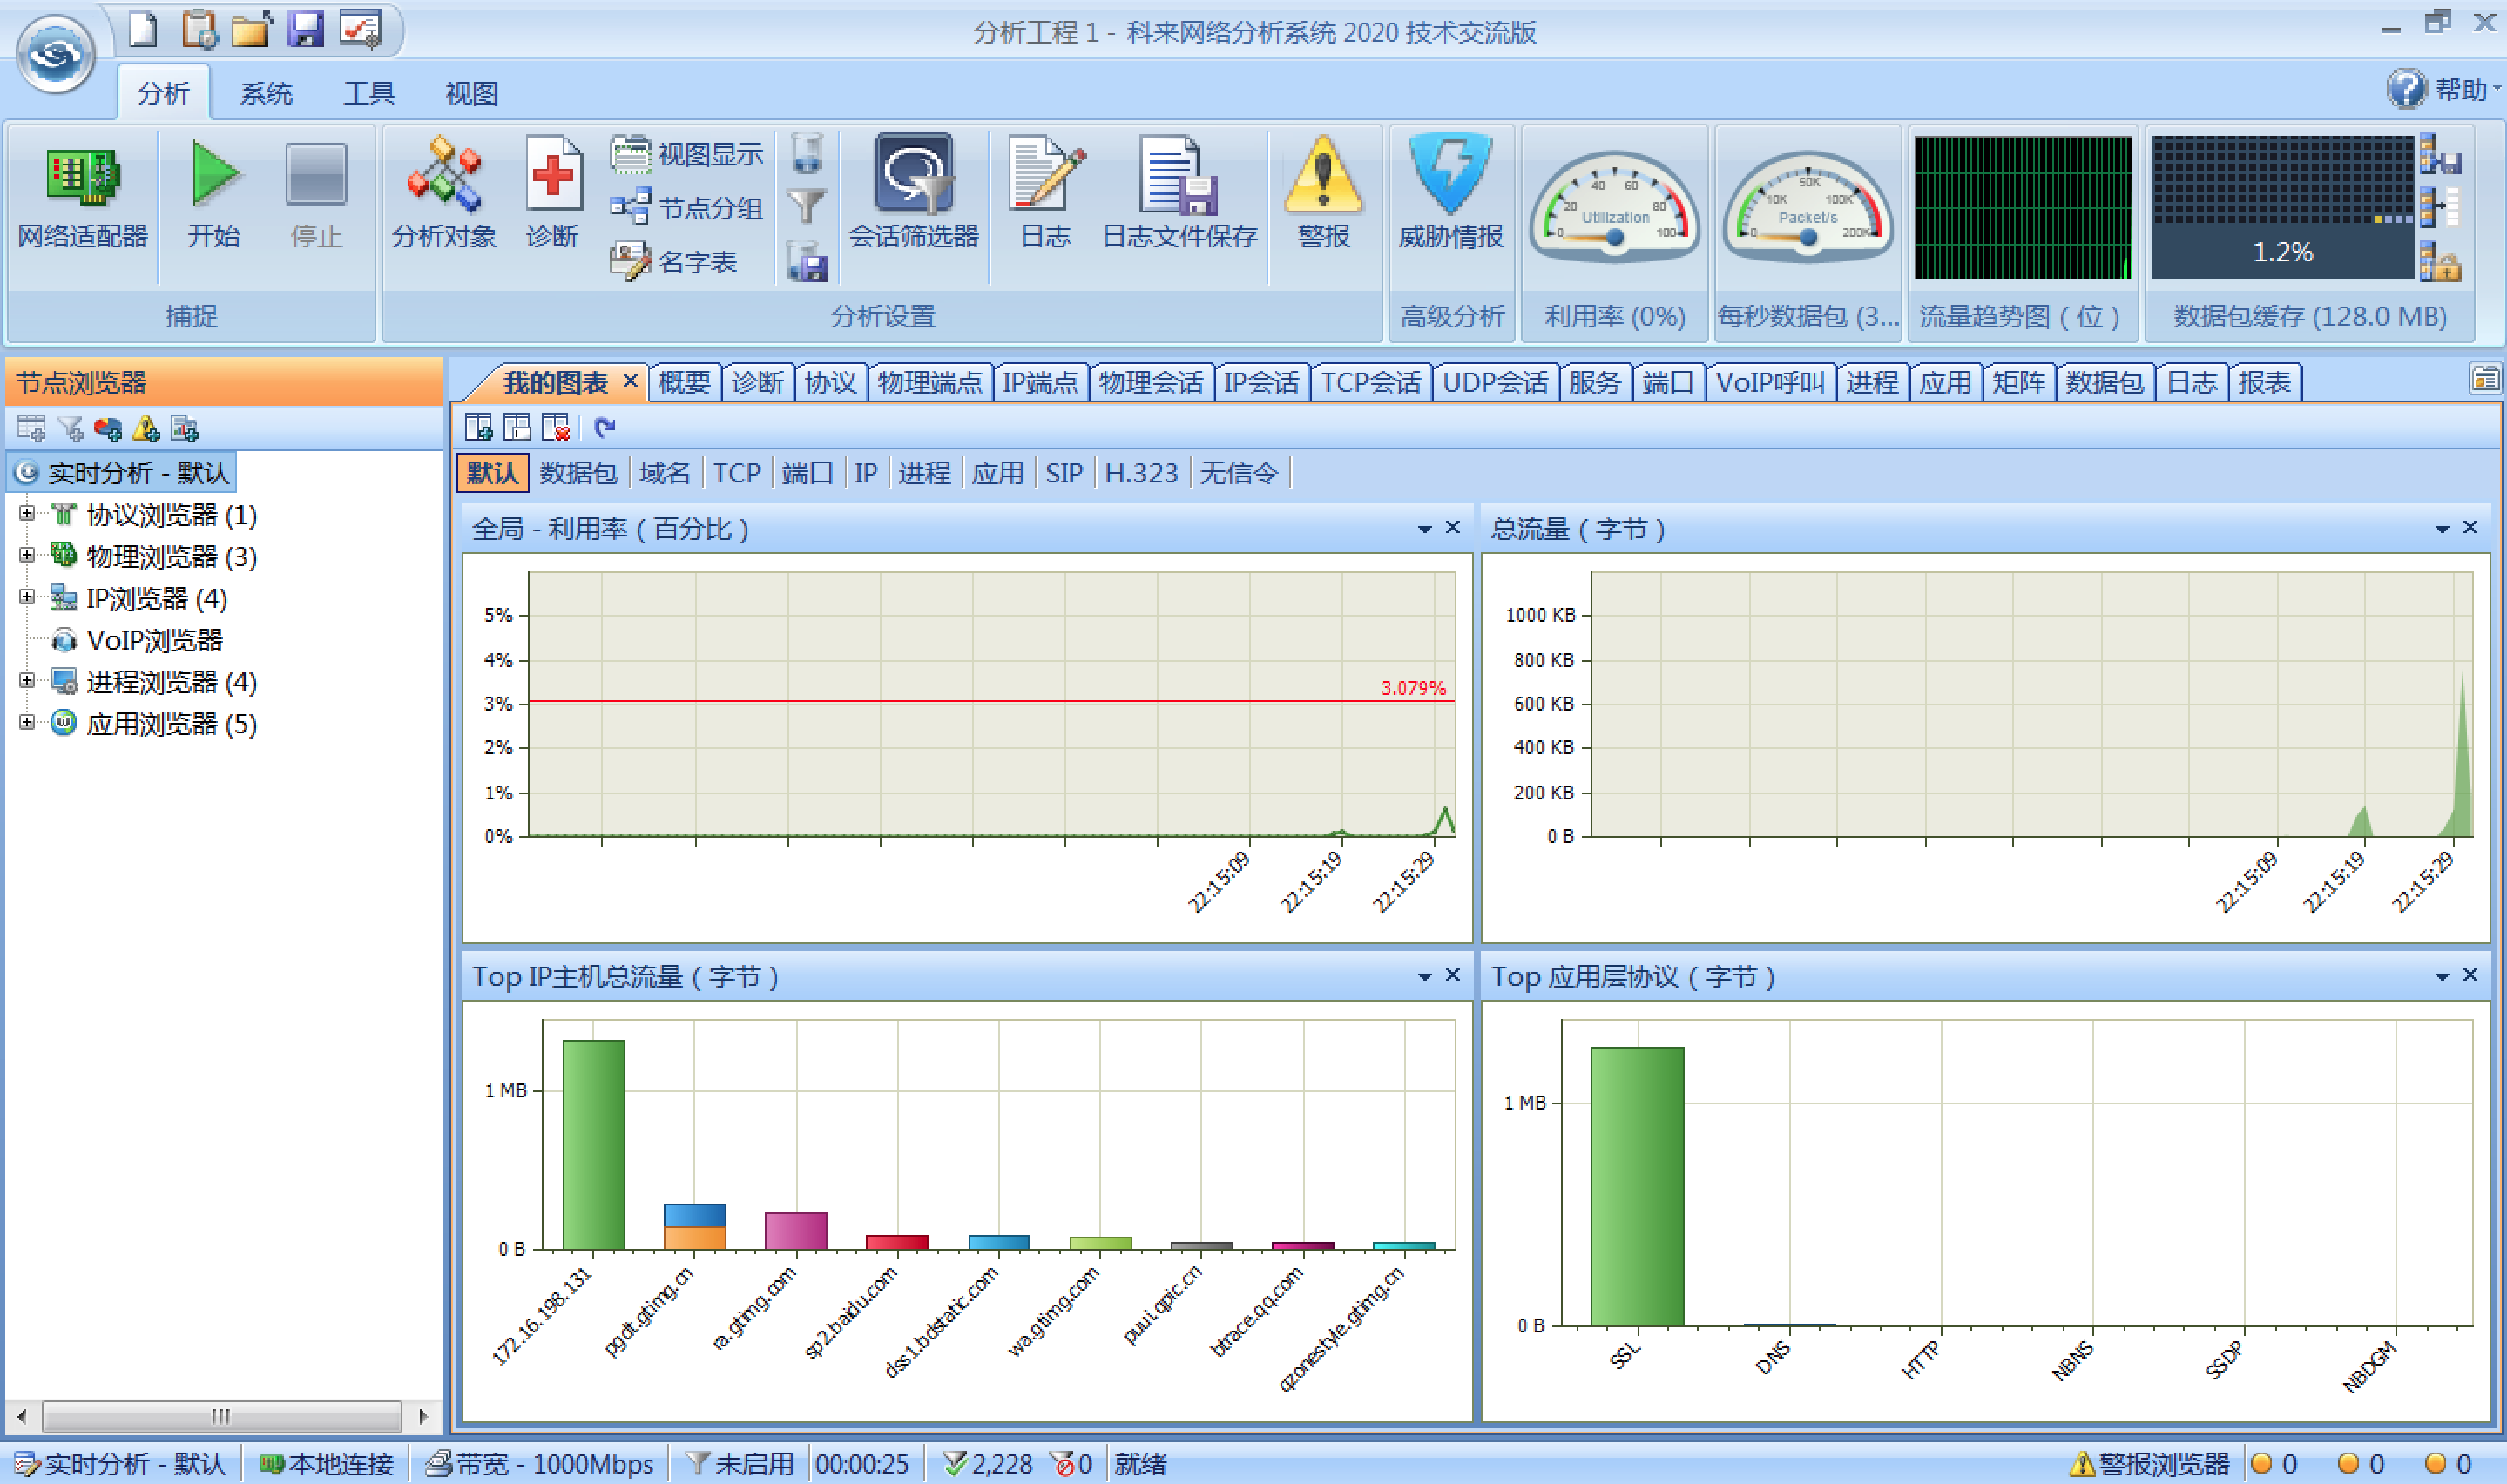 分析工程 1 - 科来网络分析系统 2020 技术交流版
分析 系统 工具 视图 帮助
网络适配器 开始 停止 分析对象 诊断 视图显示 节点分组 名字表 会话筛选器 日志 日志文件保存 警报 威胁情报
0 20 40 60 80 100 Utilization
0 10K 50K 100K 200K Packet/s
1.2%
捕捉 分析设置 高级分析 利用率 (0%) 每秒数据包 (3... 流量趋势图 ( 位 ) 数据包缓存 (128.0 MB)
节点浏览器
实时分析 - 默认
协议浏览器 (1)
物理浏览器 (3)
IP浏览器 (4)
VoIP浏览器
进程浏览器 (4)
应用浏览器 (5)
我的图表 概要 诊断 协议 物理端点 IP端点 物理会话 IP会话 TCP会话 UDP会话 服务 端口 VoIP呼叫 进程 应用 矩阵 数据包 日志 报表
默认 数据包 域名 TCP 端口 IP 进程 应用 SIP H.323 无信令
全局 - 利用率 ( 百分比 )
5%
4%
3.079%
3%
2%
1%
0%
22:15:09 22:15:19 22:15:29
总流量 ( 字节 )
1000 KB
800 KB
600 KB
400 KB
200 KB
0 B
22:15:09 22:15:19 22:15:29
Top IP主机总流量 ( 字节 )
1 MB
0 B
172.16.198.131 pgdt.gtimg.cn ra.gtimg.com sp2.baidu.com dss1.bdstatic.com wa.gtimg.com puui.qpic.cn btrace.qq.com qzonestyle.gtimg.cn
Top 应用层协议 ( 字节 )
1 MB
0 B
SSL DNS HTTP NBNS SSDP NBDGM
实时分析 - 默认 本地连接 带宽 - 1000Mbps 未启用 00:00:25 2,228 0 就绪 警报浏览器 0 0 0